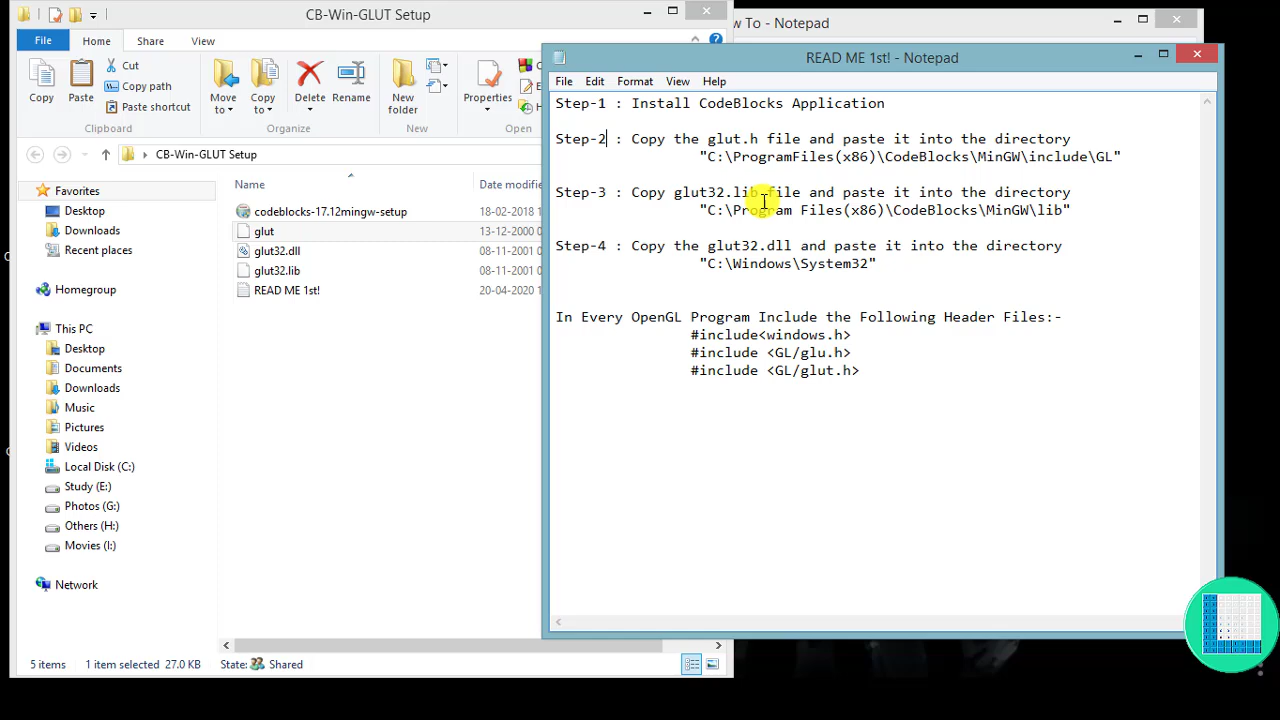 CB-Win-GLUT Setup
File Home Share View
Copy
Paste
Cut
Copy path
Paste shortcut
Move to
Copy to
Delete
Rename
New folder
Properties
Clipboard
Organize
New
Open
CB-Win-GLUT Setup
Favorites
Desktop
Downloads
Recent places
Homegroup
This PC
Desktop
Documents
Downloads
Music
Pictures
Videos
Local Disk (C:)
Study (E:)
Photos (G:)
Others (H:)
Movies (I:)
Network
Name Date modifie
codeblocks-17.12mingw-setup 18-02-2018
glut 13-12-2000
glut32.dll 08-11-2001
glut32.lib 08-11-2001
READ ME 1st! 20-04-2020
5 items 1 item selected 27.0 KB State: Shared
w To - Notepad
READ ME 1st! - Notepad
File Edit Format View Help
Step-1 : Install CodeBlocks Application
Step-2 : Copy the glut.h file and paste it into the directory
"C:\ProgramFiles(x86)\CodeBlocks\MinGW\include\GL"
Step-3 : Copy glut32.lib file and paste it into the directory
"C:\Program Files(x86)\CodeBlocks\MinGW\lib"
Step-4 : Copy the glut32.dll and paste it into the directory
"C:\Windows\System32"
In Every OpenGL Program Include the Following Header Files:-
#include<windows.h>
#include <GL/glu.h>
#include <GL/glut.h>